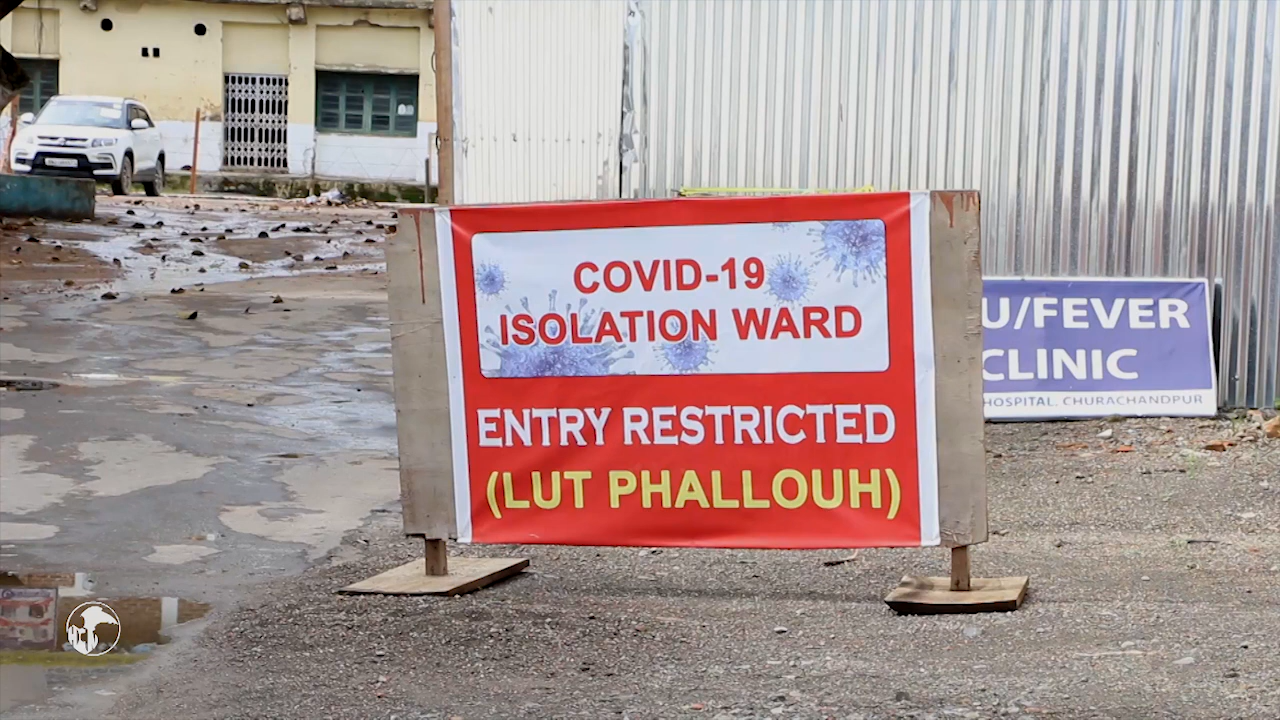 COVID-19
ISOLATION WARD
ENTRY RESTRICTED
(LUT PHALLOUH)
U/FEVER
CLINIC
HOSPITAL, CHURACHANDPUR